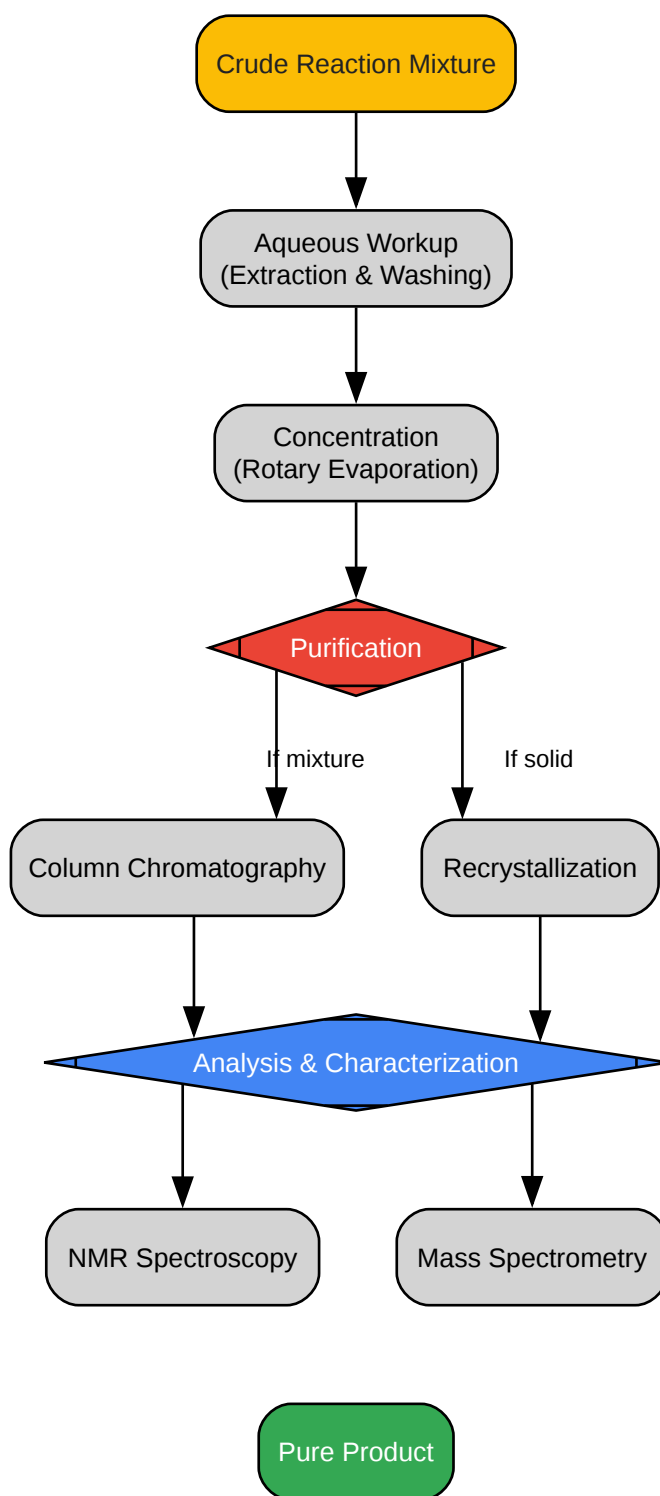 Crude Reaction Mixture
Aqueous Workup
(Extraction & Washing)
Concentration
(Rotary Evaporation)
Purification
If mixture
If solid
Column Chromatography
Recrystallization
Analysis & Characterization
NMR Spectroscopy
Mass Spectrometry
Pure Product